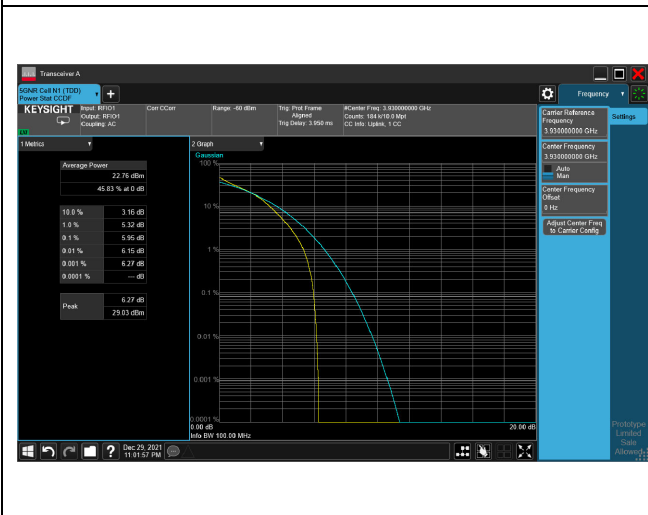 Transceiver A
5GNR Cell N1 (TDD)
Power Stat CCDF
Frequency
KEYSIGHT
Input: RFIO1
Output: RFIO1
Coupling: AC
Corr CCorr
Range: -80 dBm
Trig: Prot Frame
Aligned
Trig Delay: 3.950 ms
#Center Freq: 3.930000000 GHz
Counts: 184 k/10.0 Mpt
CC Info: Uplink, 1 CC
1 Metrics
Average Power
22.76 dBm
45.83 % at 0 dB
10.0 % 3.16 dB
1.0 % 5.32 dB
0.1 % 5.95 dB
0.01 % 6.15 dB
0.001 % 6.27 dB
0.0001 % --- dB
Peak
6.27 dB
29.03 dBm
2 Graph
Gaussian
100 %
10 %
1 %
0.1 %
0.01 %
0.001 %
0.0001 %
0.00 dB
20.00 dB
Info BW 100.00 MHz
Carrier Reference
Frequency
3.930000000 GHz
Center Frequency
3.930000000 GHz
Auto
Man
Center Frequency
Offset
0 Hz
Adjust Center Freq
to Carrier Config
Settings
Prototype
Limited
Sale
Allowed
?
Dec 29, 2021
11:01:57 PM